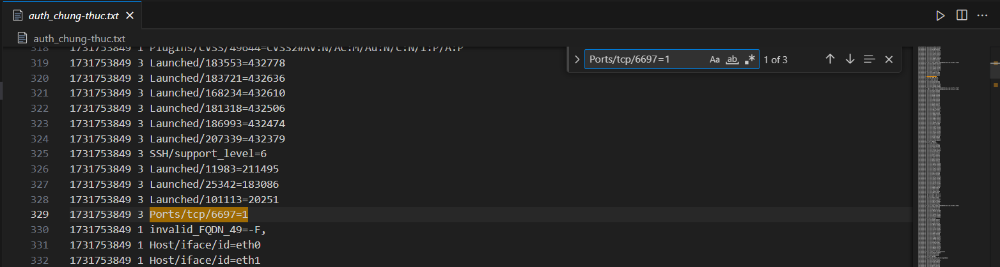 auth_chung-thuc.txt
auth_chung-thuc.txt
Ports/tcp/6697=1 Aa ab .* 1 of 3
318 1731753849 1 Plugins/CVSS/49644=CVSS2#AV:N/AC:M/Au:N/C:N/I:P/A:P
319 1731753849 3 Launched/183553=432778
320 1731753849 3 Launched/183721=432636
321 1731753849 3 Launched/168234=432610
322 1731753849 3 Launched/181318=432506
323 1731753849 3 Launched/186993=432474
324 1731753849 3 Launched/207339=432379
325 1731753849 3 SSH/support_level=6
326 1731753849 3 Launched/11983=211495
327 1731753849 3 Launched/25342=183086
328 1731753849 3 Launched/101113=20251
329 1731753849 3 Ports/tcp/6697=1
330 1731753849 1 invalid_FQDN_49=-F,
331 1731753849 1 Host/iface/id=eth0
332 1731753849 1 Host/iface/id=eth1